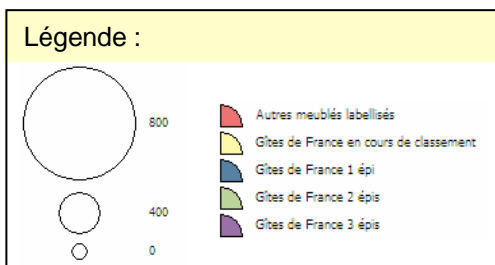 Légende :
800
400
0
Autres meublés labellisés
Gîtes de France en cours de classement
Gîtes de France 1 épi
Gîtes de France 2 épis
Gîtes de France 3 épis